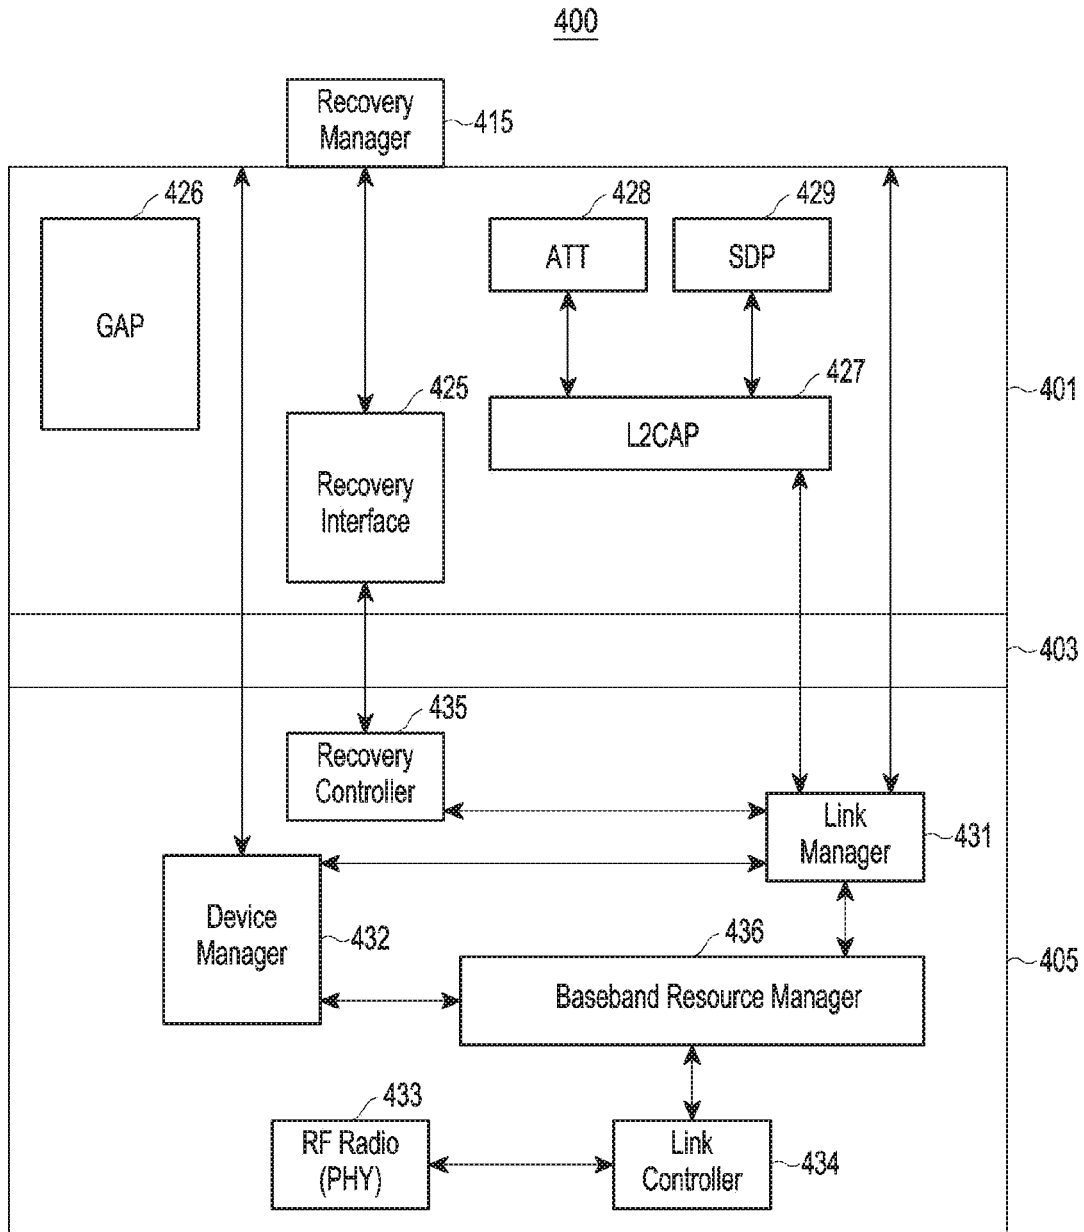 400
Recovery
Manager
415
426
428
429
GAP
ATT
SDP
425
427
401
Recovery
Interface
L2CAP
403
435
Recovery
Controller
Link
Manager
431
Device
Manager
432
436
Baseband Resource Manager
405
433
RF Radio
(PHY)
Link
Controller
434